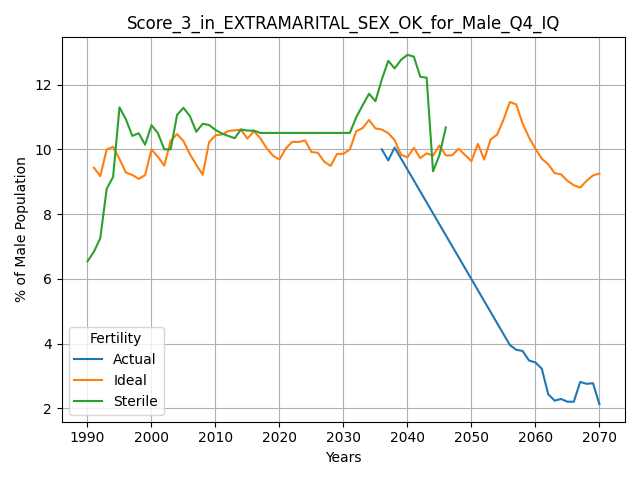 Score_3_in_EXTRAMARITAL_SEX_OK_for_Male_Q4_IQ
% of Male Population
12
10
8
6
4
2
Fertility
Actual
Ideal
Sterile
1990 2000 2010 2020 2030 2040 2050 2060 2070
Years